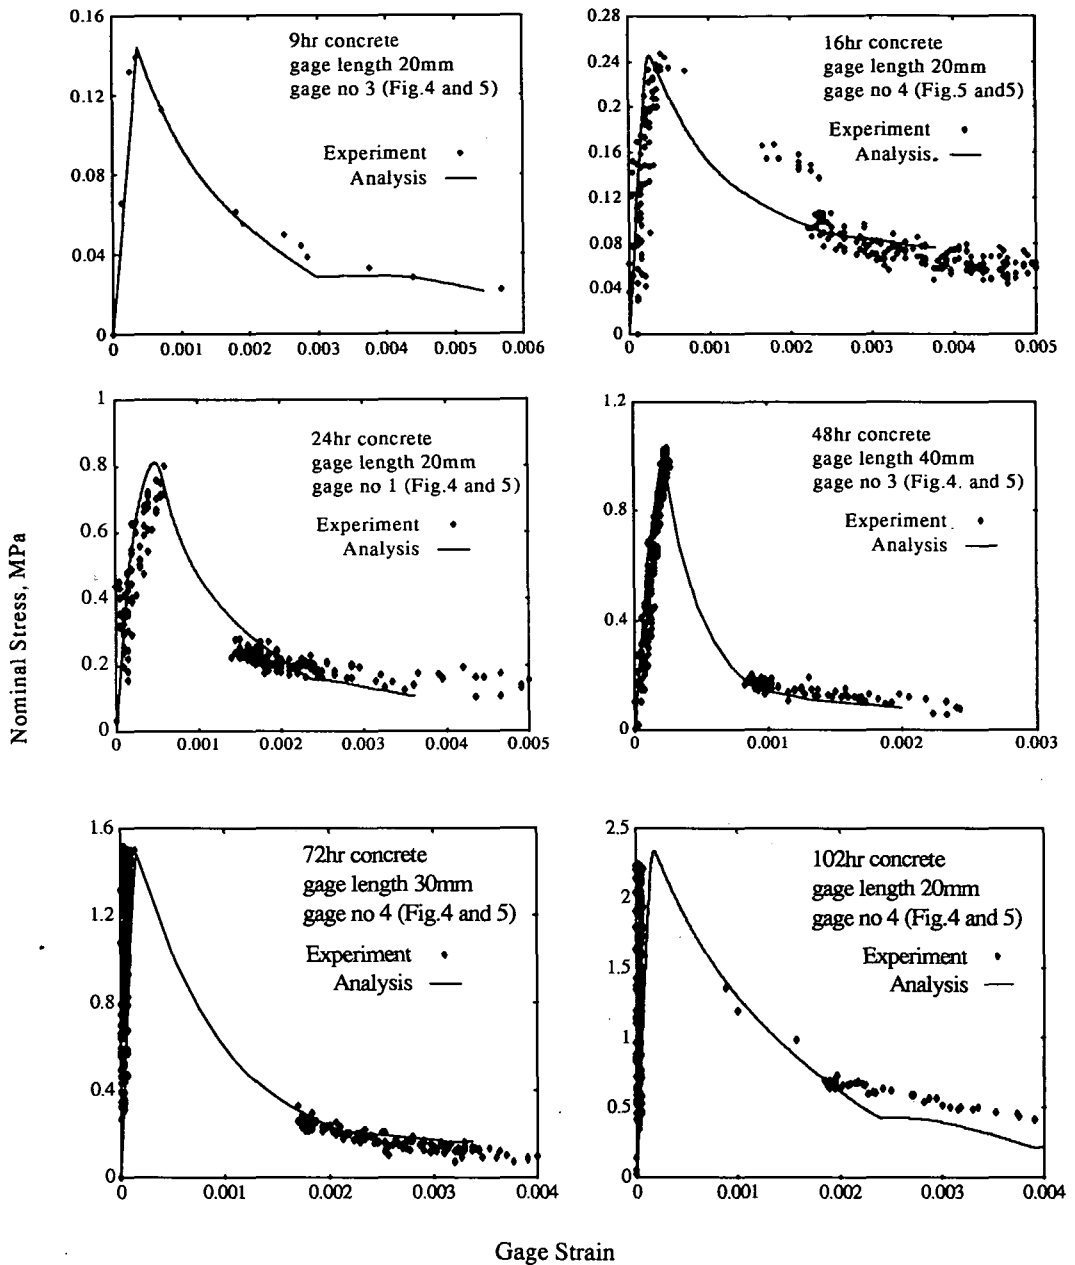 0.16
0.12
0.08
0.04
0
0
0.001
0.002
0.003
0.004
0.005
0.006
9hr concrete
gage length 20mm
gage no 3 (Fig.4 and 5)
Experiment
Analysis
0.28
0.24
0.2
0.16
0.12
0.08
0.04
0
0
0.001
0.002
0.003
0.004
0.005
16hr concrete
gage length 20mm
gage no 4 (Fig.5 and5)
Experiment
Analysis.
1
0.8
0.6
0.4
0.2
0
0
0.001
0.002
0.003
0.004
0.005
24hr concrete
gage length 20mm
gage no 1 (Fig.4 and 5)
Experiment
Analysis
1.2
0.8
0.4
0
0
0.001
0.002
0.003
48hr concrete
gage length 40mm
gage no 3 (Fig.4. and 5)
Experiment
Analysis
1.6
1.2
0.8
0.4
0
0
0.001
0.002
0.003
0.004
72hr concrete
gage length 30mm
gage no 4 (Fig.4 and 5)
Experiment
Analysis
2.5
2
1.5
1
0.5
0
0
0.001
0.002
0.003
0.004
102hr concrete
gage length 20mm
gage no 4 (Fig.4 and 5)
Experiment
Analysis
Nominal Stress, MPa
Gage Strain